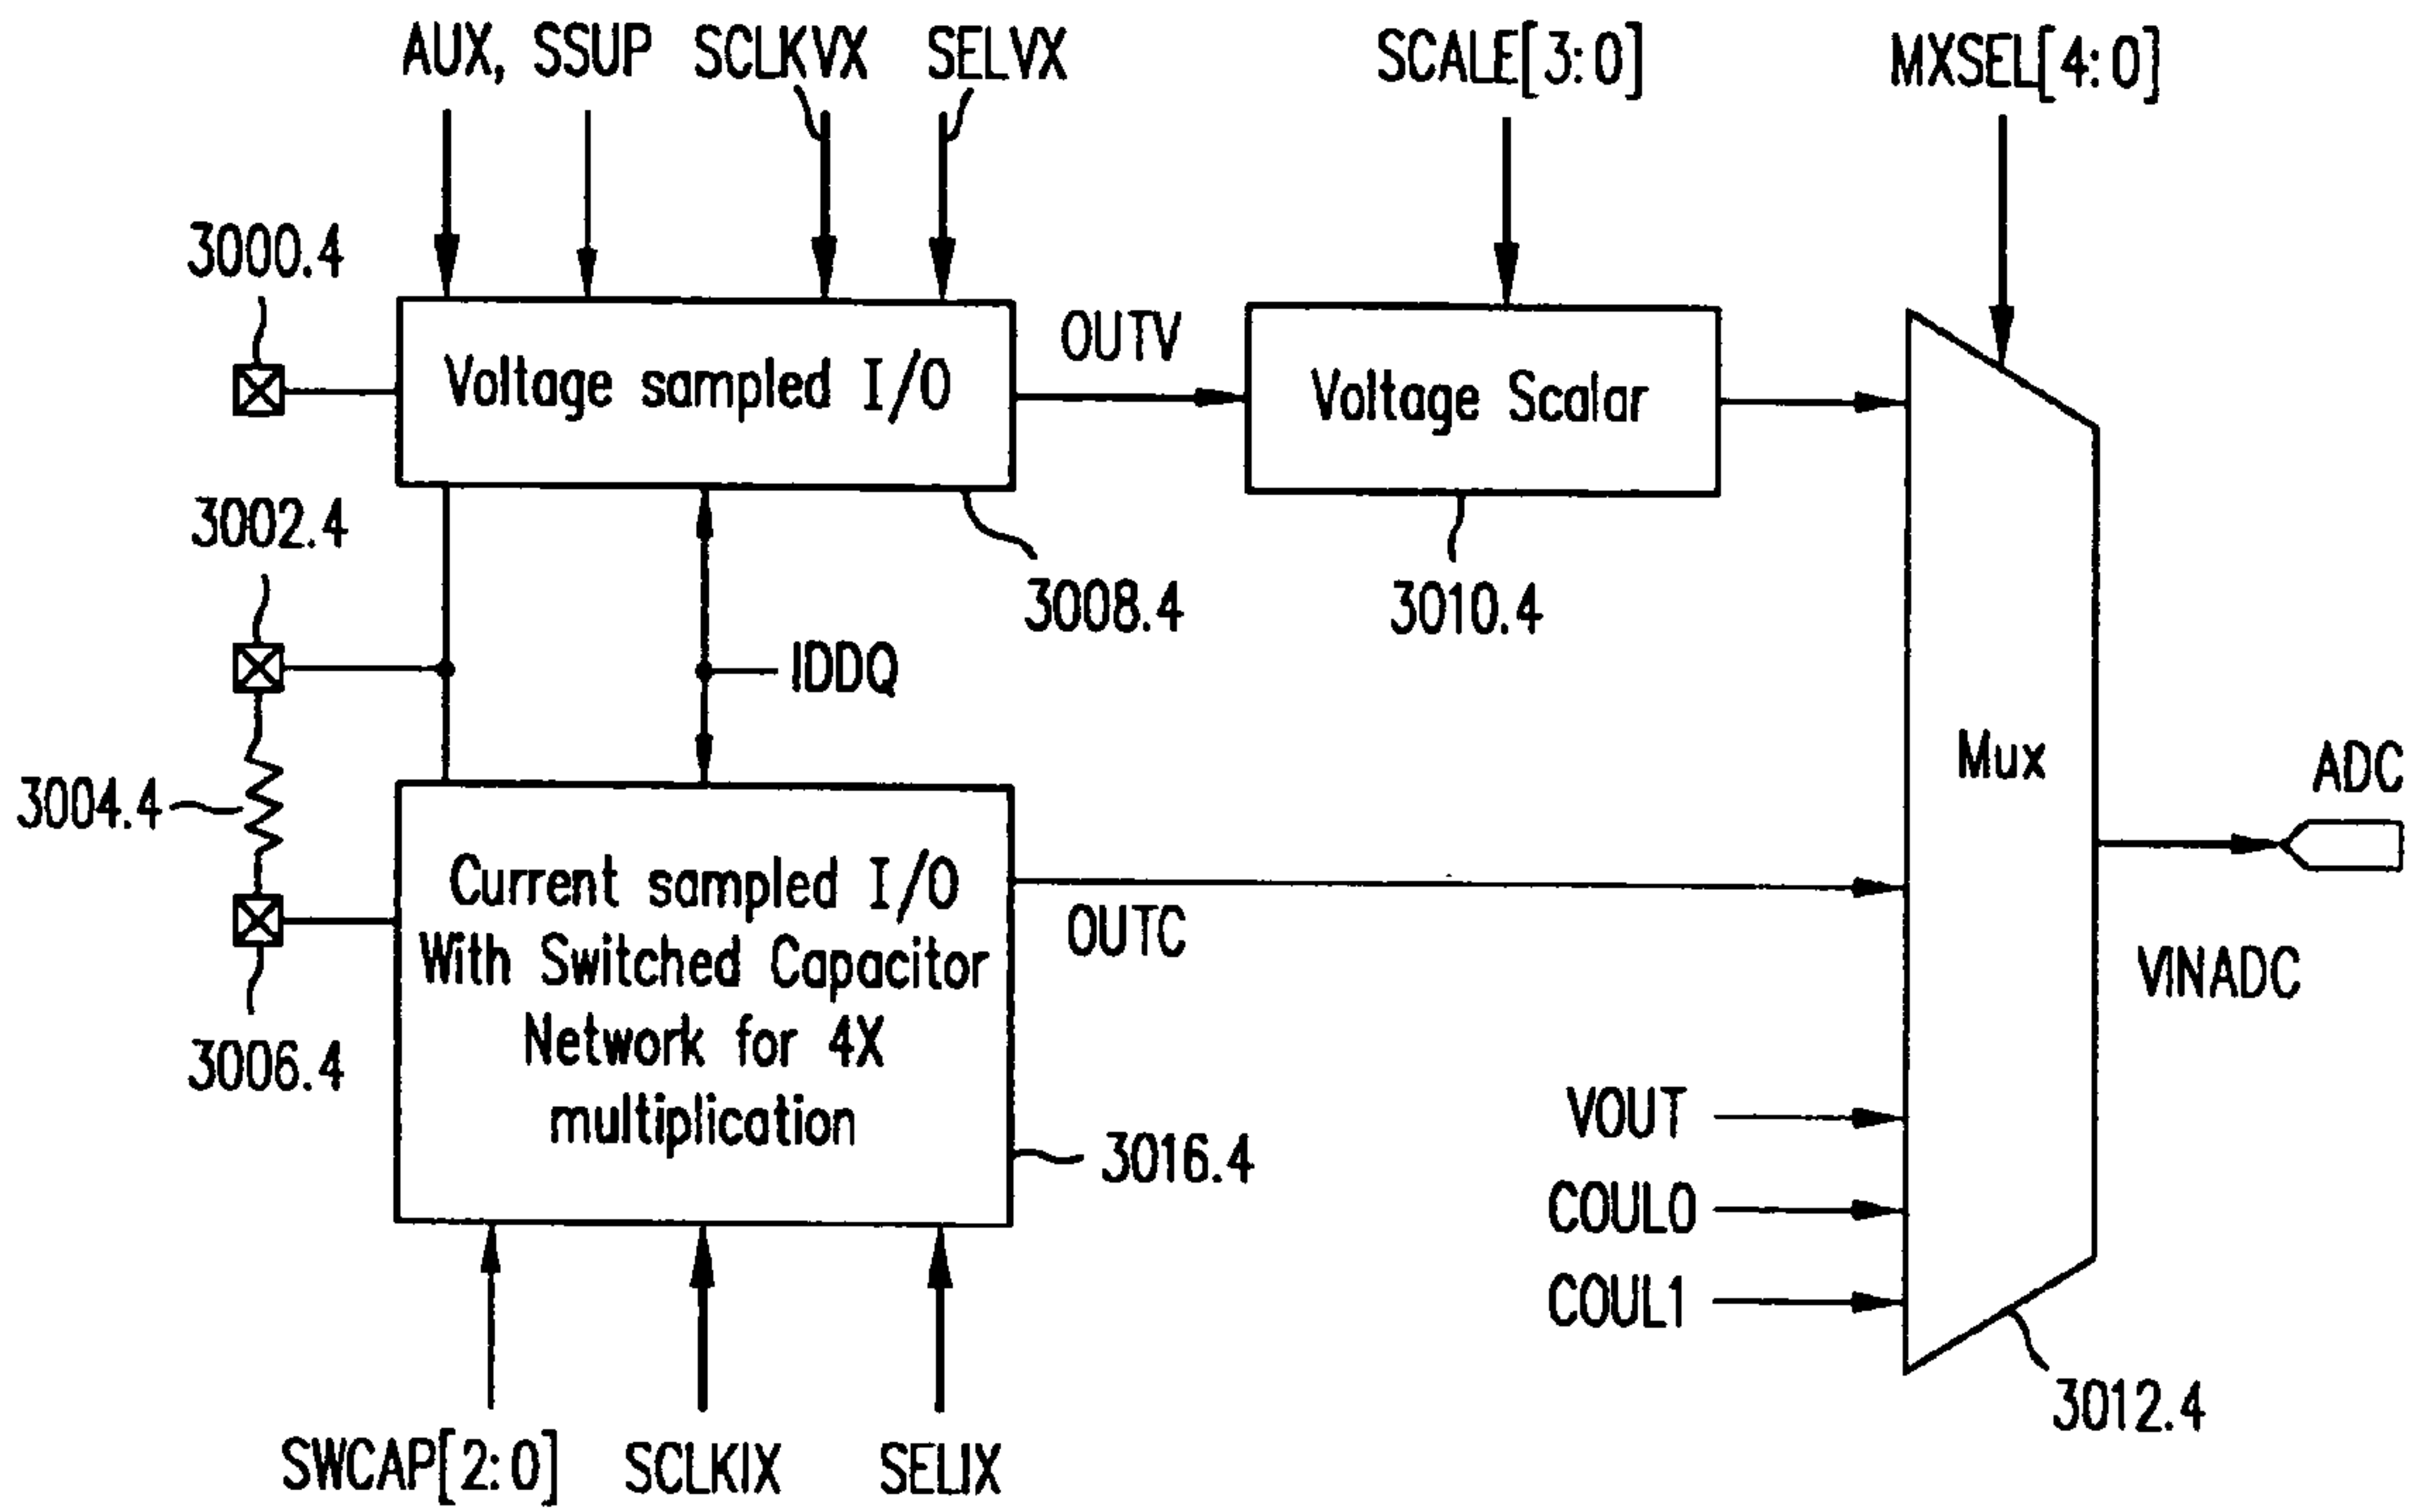 AUX, SSUP SCLKVX SELVX SCALE[3:0] MXSEL[4:0]
3000.4
Voltage sampled I/O
OUTV
Voltage Scalar
3002.4
3008.4
3010.4
IDDQ
3004.4
Mux
ADC
Current sampled I/O
With Switched Capacitor
Network for 4X
multiplication
OUTC
VINADC
3006.4
VOUT
3016.4
COUL0
COUL1
3012.4
SWCAP[2:0] SCLKIX SELIX